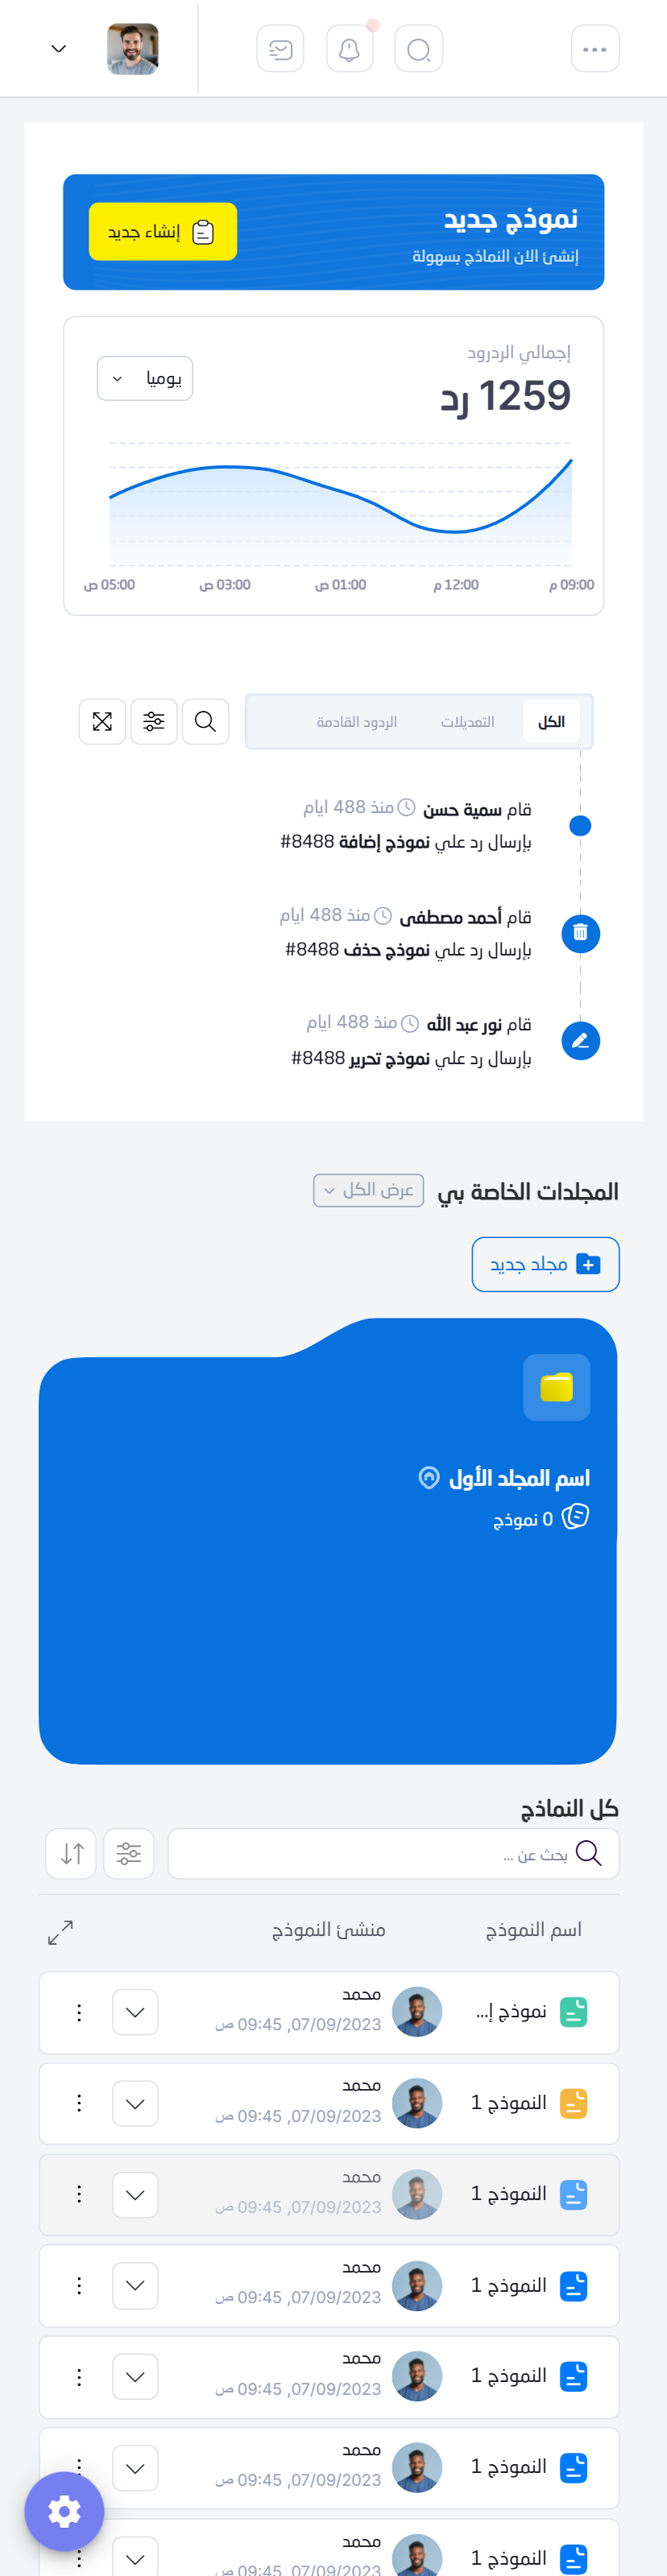 نموذج جديد
إنشئ الان النماذج بسهولة
إنشاء جديد
إجمالي الردرود
1259 رد
يوميا
09:00 م
12:00 م
01:00 ص
03:00 ص
05:00 ص
الكل
التعديلات
الردود القادمة
قام سمية حسن منذ 488 ايام
بإرسال رد علي نموذج إضافة 8488#
قام أحمد مصطفى منذ 488 ايام
بإرسال رد علي نموذج حذف 8488#
قام نور عبد الله منذ 488 ايام
بإرسال رد علي نموذج تحرير 8488#
المجلدات الخاصة بي
عرض الكل
مجلد جديد
اسم المجلد الأول
0 نموذج
كل النماذج
بحث عن ...
اسم النموذج
منشئ النموذج
نموذج إ...
محمد
07/09/2023, 09:45 ص
النموذج 1
محمد
07/09/2023, 09:45 ص
النموذج 1
محمد
07/09/2023, 09:45 ص
النموذج 1
محمد
07/09/2023, 09:45 ص
النموذج 1
محمد
07/09/2023, 09:45 ص
النموذج 1
محمد
07/09/2023, 09:45 ص
النموذج 1
محمد
07/09/2023, 09:45 ص